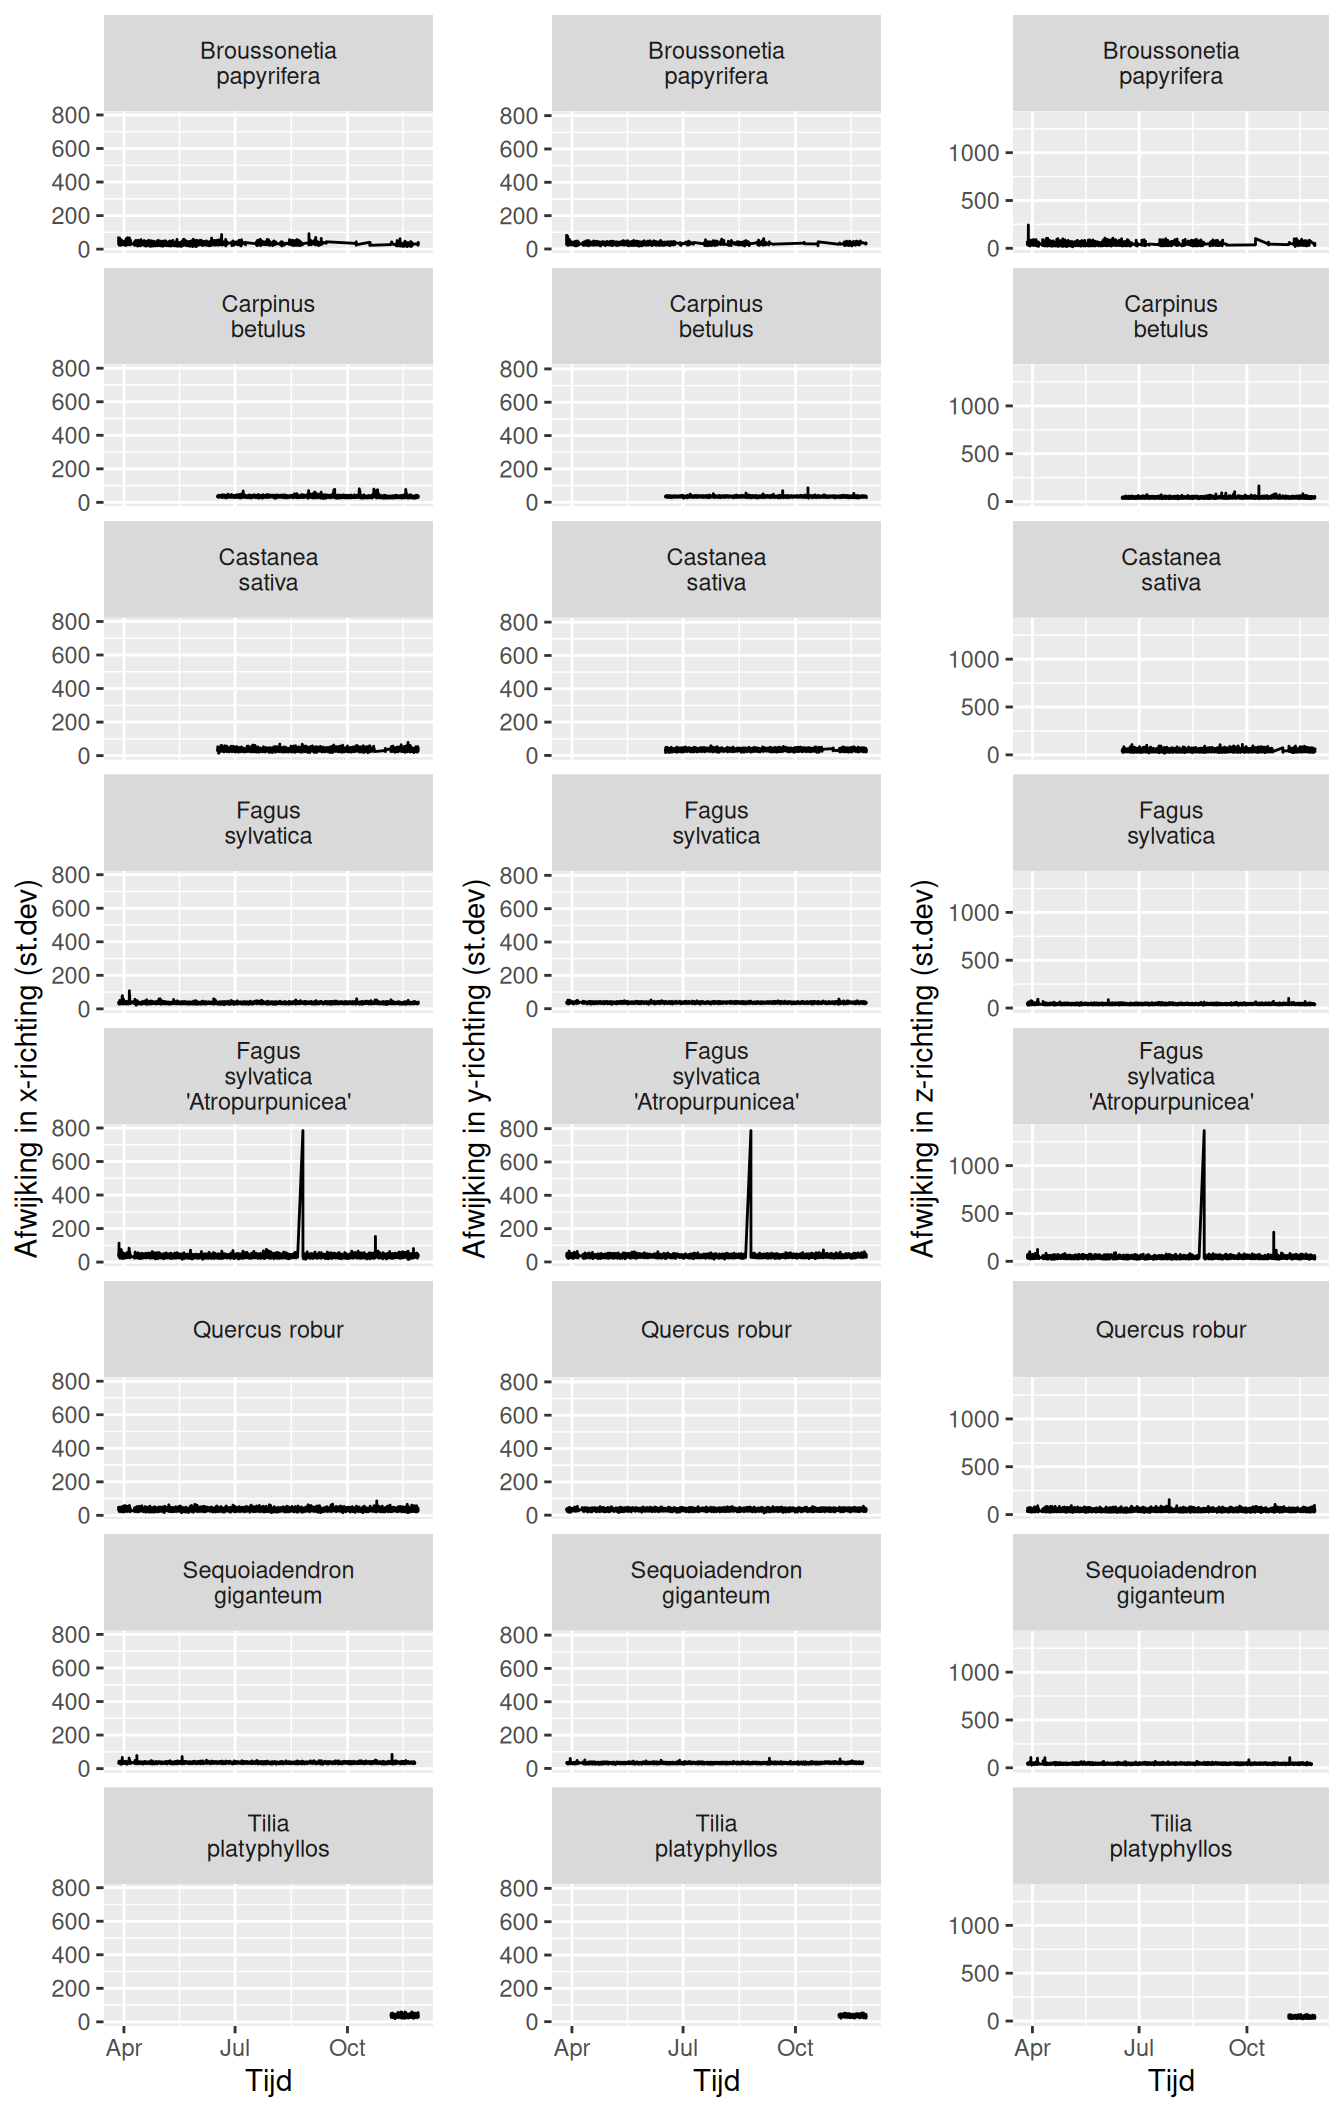 Afwijking in x-richting (st.dev)
Broussonetia
papyrifera
800
600
400
200
0
Carpinus
betulus
800
600
400
200
0
Castanea
sativa
800
600
400
200
0
Fagus
sylvatica
800
600
400
200
0
Fagus
sylvatica
'Atropurpunicea'
800
600
400
200
0
Quercus robur
800
600
400
200
0
Sequoiadendron
giganteum
800
600
400
200
0
Tilia
platyphyllos
800
600
400
200
0
Apr Jul Oct
Tijd
Afwijking in y-richting (st.dev)
Broussonetia
papyrifera
800
600
400
200
0
Carpinus
betulus
800
600
400
200
0
Castanea
sativa
800
600
400
200
0
Fagus
sylvatica
800
600
400
200
0
Fagus
sylvatica
'Atropurpunicea'
800
600
400
200
0
Quercus robur
800
600
400
200
0
Sequoiadendron
giganteum
800
600
400
200
0
Tilia
platyphyllos
800
600
400
200
0
Apr Jul Oct
Tijd
Afwijking in z-richting (st.dev)
Broussonetia
papyrifera
1000
500
0
Carpinus
betulus
1000
500
0
Castanea
sativa
1000
500
0
Fagus
sylvatica
1000
500
0
Fagus
sylvatica
'Atropurpunicea'
1000
500
0
Quercus robur
1000
500
0
Sequoiadendron
giganteum
1000
500
0
Tilia
platyphyllos
1000
500
0
Apr Jul Oct
Tijd